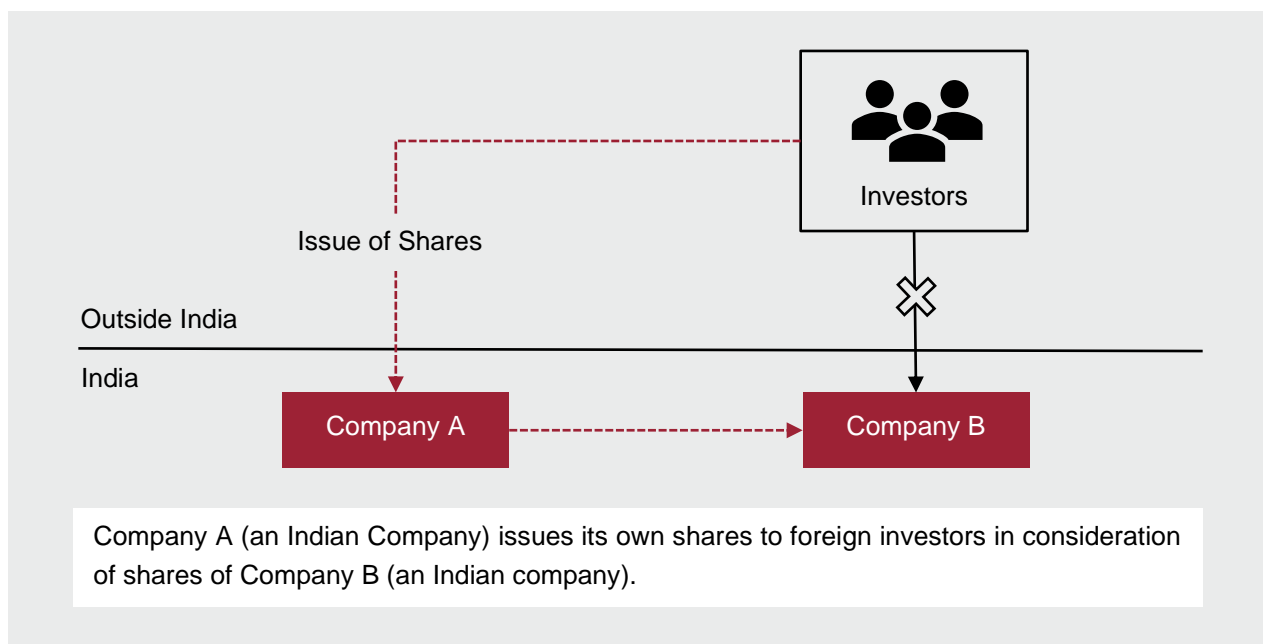 Investors
Issue of Shares
Outside India
India
Company A
Company B
Company A (an Indian Company) issues its own shares to foreign investors in consideration
of shares of Company B (an Indian company).